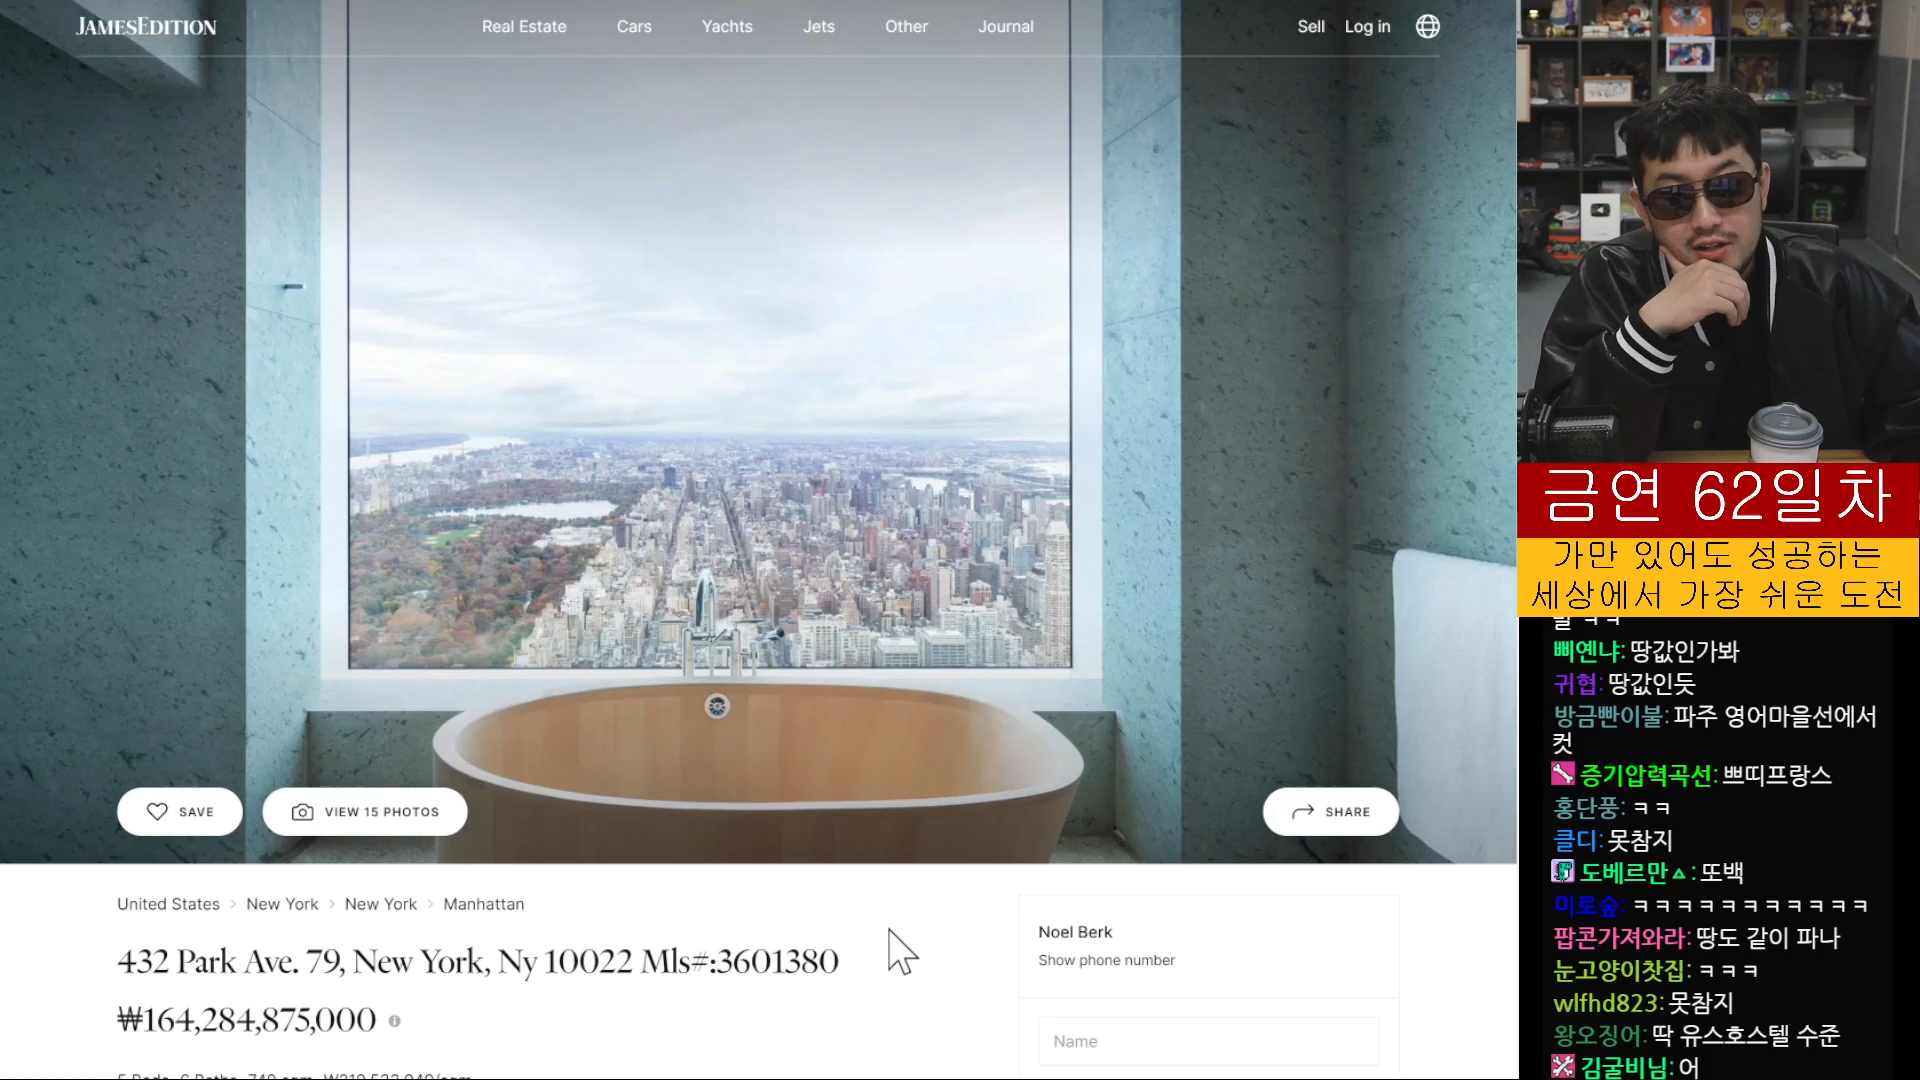 JAMESEDITION
Real Estate
Cars
Yachts
Jets
Other
Journal
Sell
Log in
SAVE
VIEW 15 PHOTOS
SHARE
United States > New York > New York > Manhattan
432 Park Ave. 79, New York, Ny 10022 Mls#:3601380
₩164,284,875,000
Noel Berk
Show phone number
Name
금연 62일차
가만 있어도 성공하는
세상에서 가장 쉬운 도전
삐옌냐: 땅값인가봐
귀협: 땅값인듯
방금빤이불: 파주 영어마을선에서
컷
증기압력곡선: 쁘띠프랑스
홍단풍: ㅋㅋ
클디: 못참지
도베르만ㅿ: 또백
미로숲: ㅋㅋㅋㅋㅋㅋㅋㅋㅋㅋㅋ
팝콘가져와라: 땅도 같이 파나
눈고양이찻집: ㅋㅋㅋ
wlfhd823: 못참지
왕오징어: 딱 유스호스텔 수준
김굴비님: 어